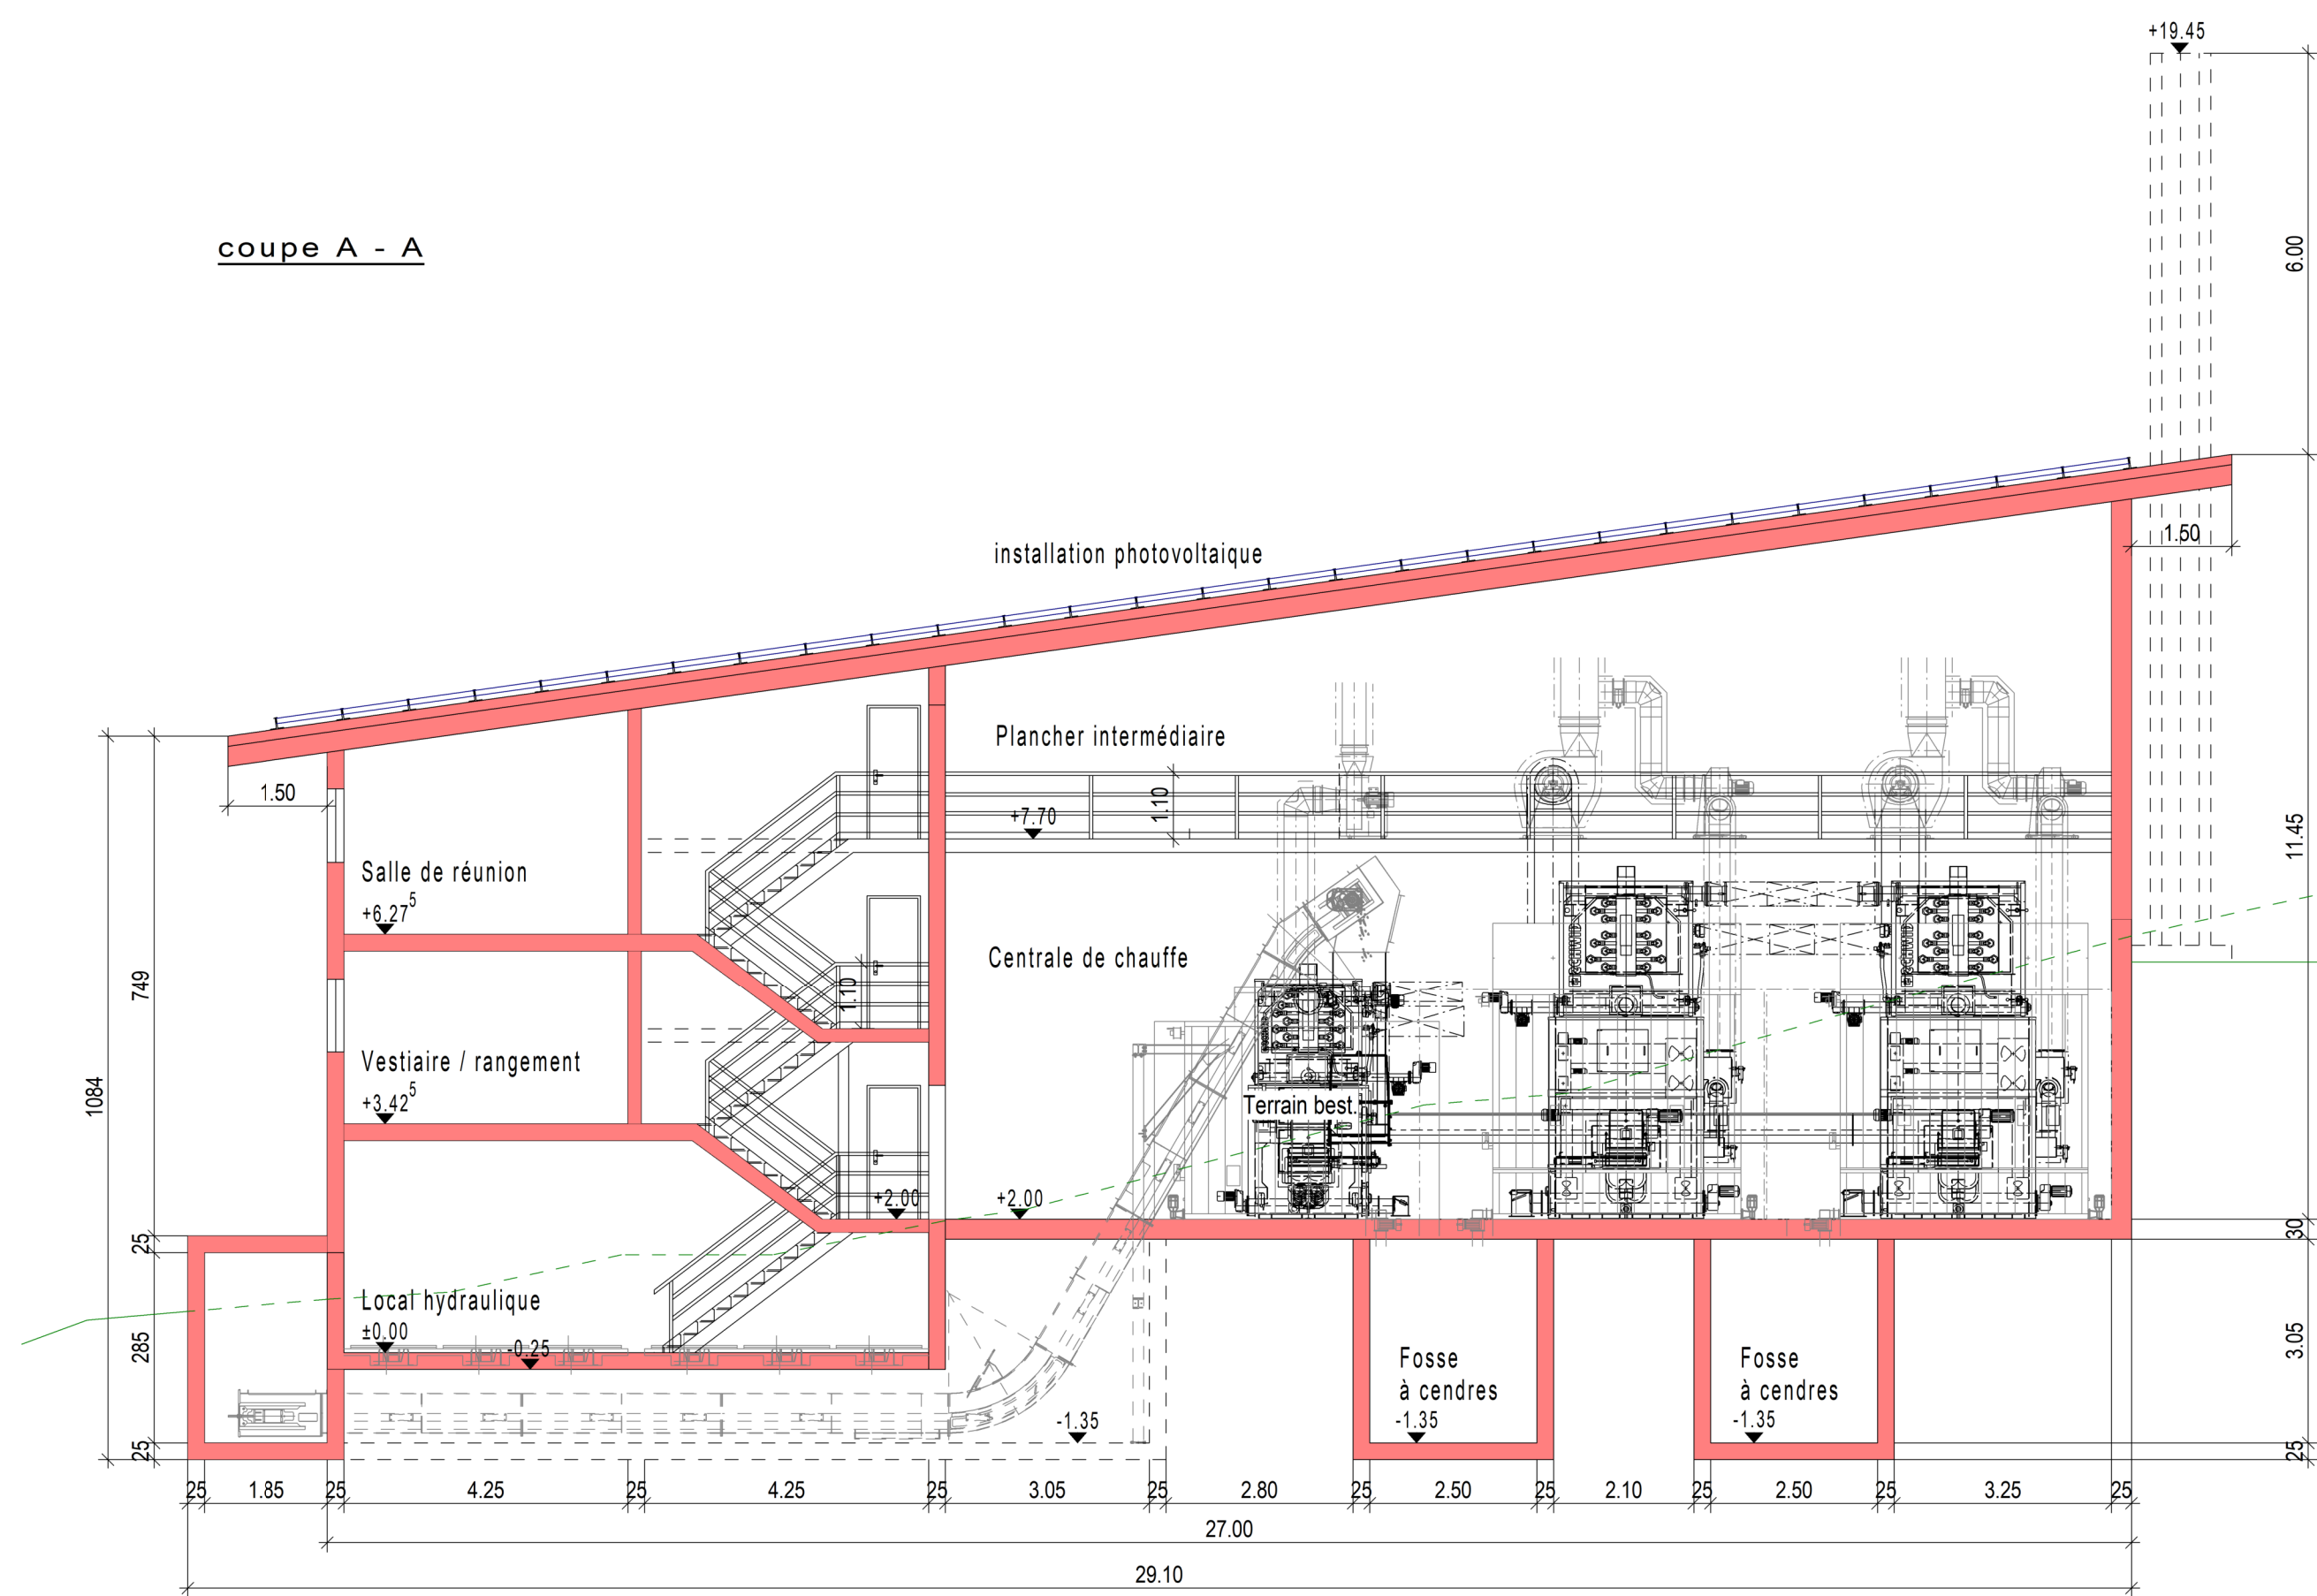 +19.45
coupe A - A
6.00
1.50
installation photovoltaique
Plancher intermédiaire
1.50
1.10
+7.70
11.45
Salle de réunion
+6.27⁵
749
Centrale de chauffe
1.10
Vestiaire / rangement
+3.42⁵
1084
Terrain best.
+2.00
+2.00
25
30
Local hydraulique
±0.00
-0.25
285
3.05
Fosse
à cendres
-1.35
Fosse
à cendres
-1.35
-1.35
25
25
25 1.85 25 4.25 25 4.25 25 3.05 25 2.80 25 2.50 25 2.10 25 2.50 25 3.25 25
27.00
29.10